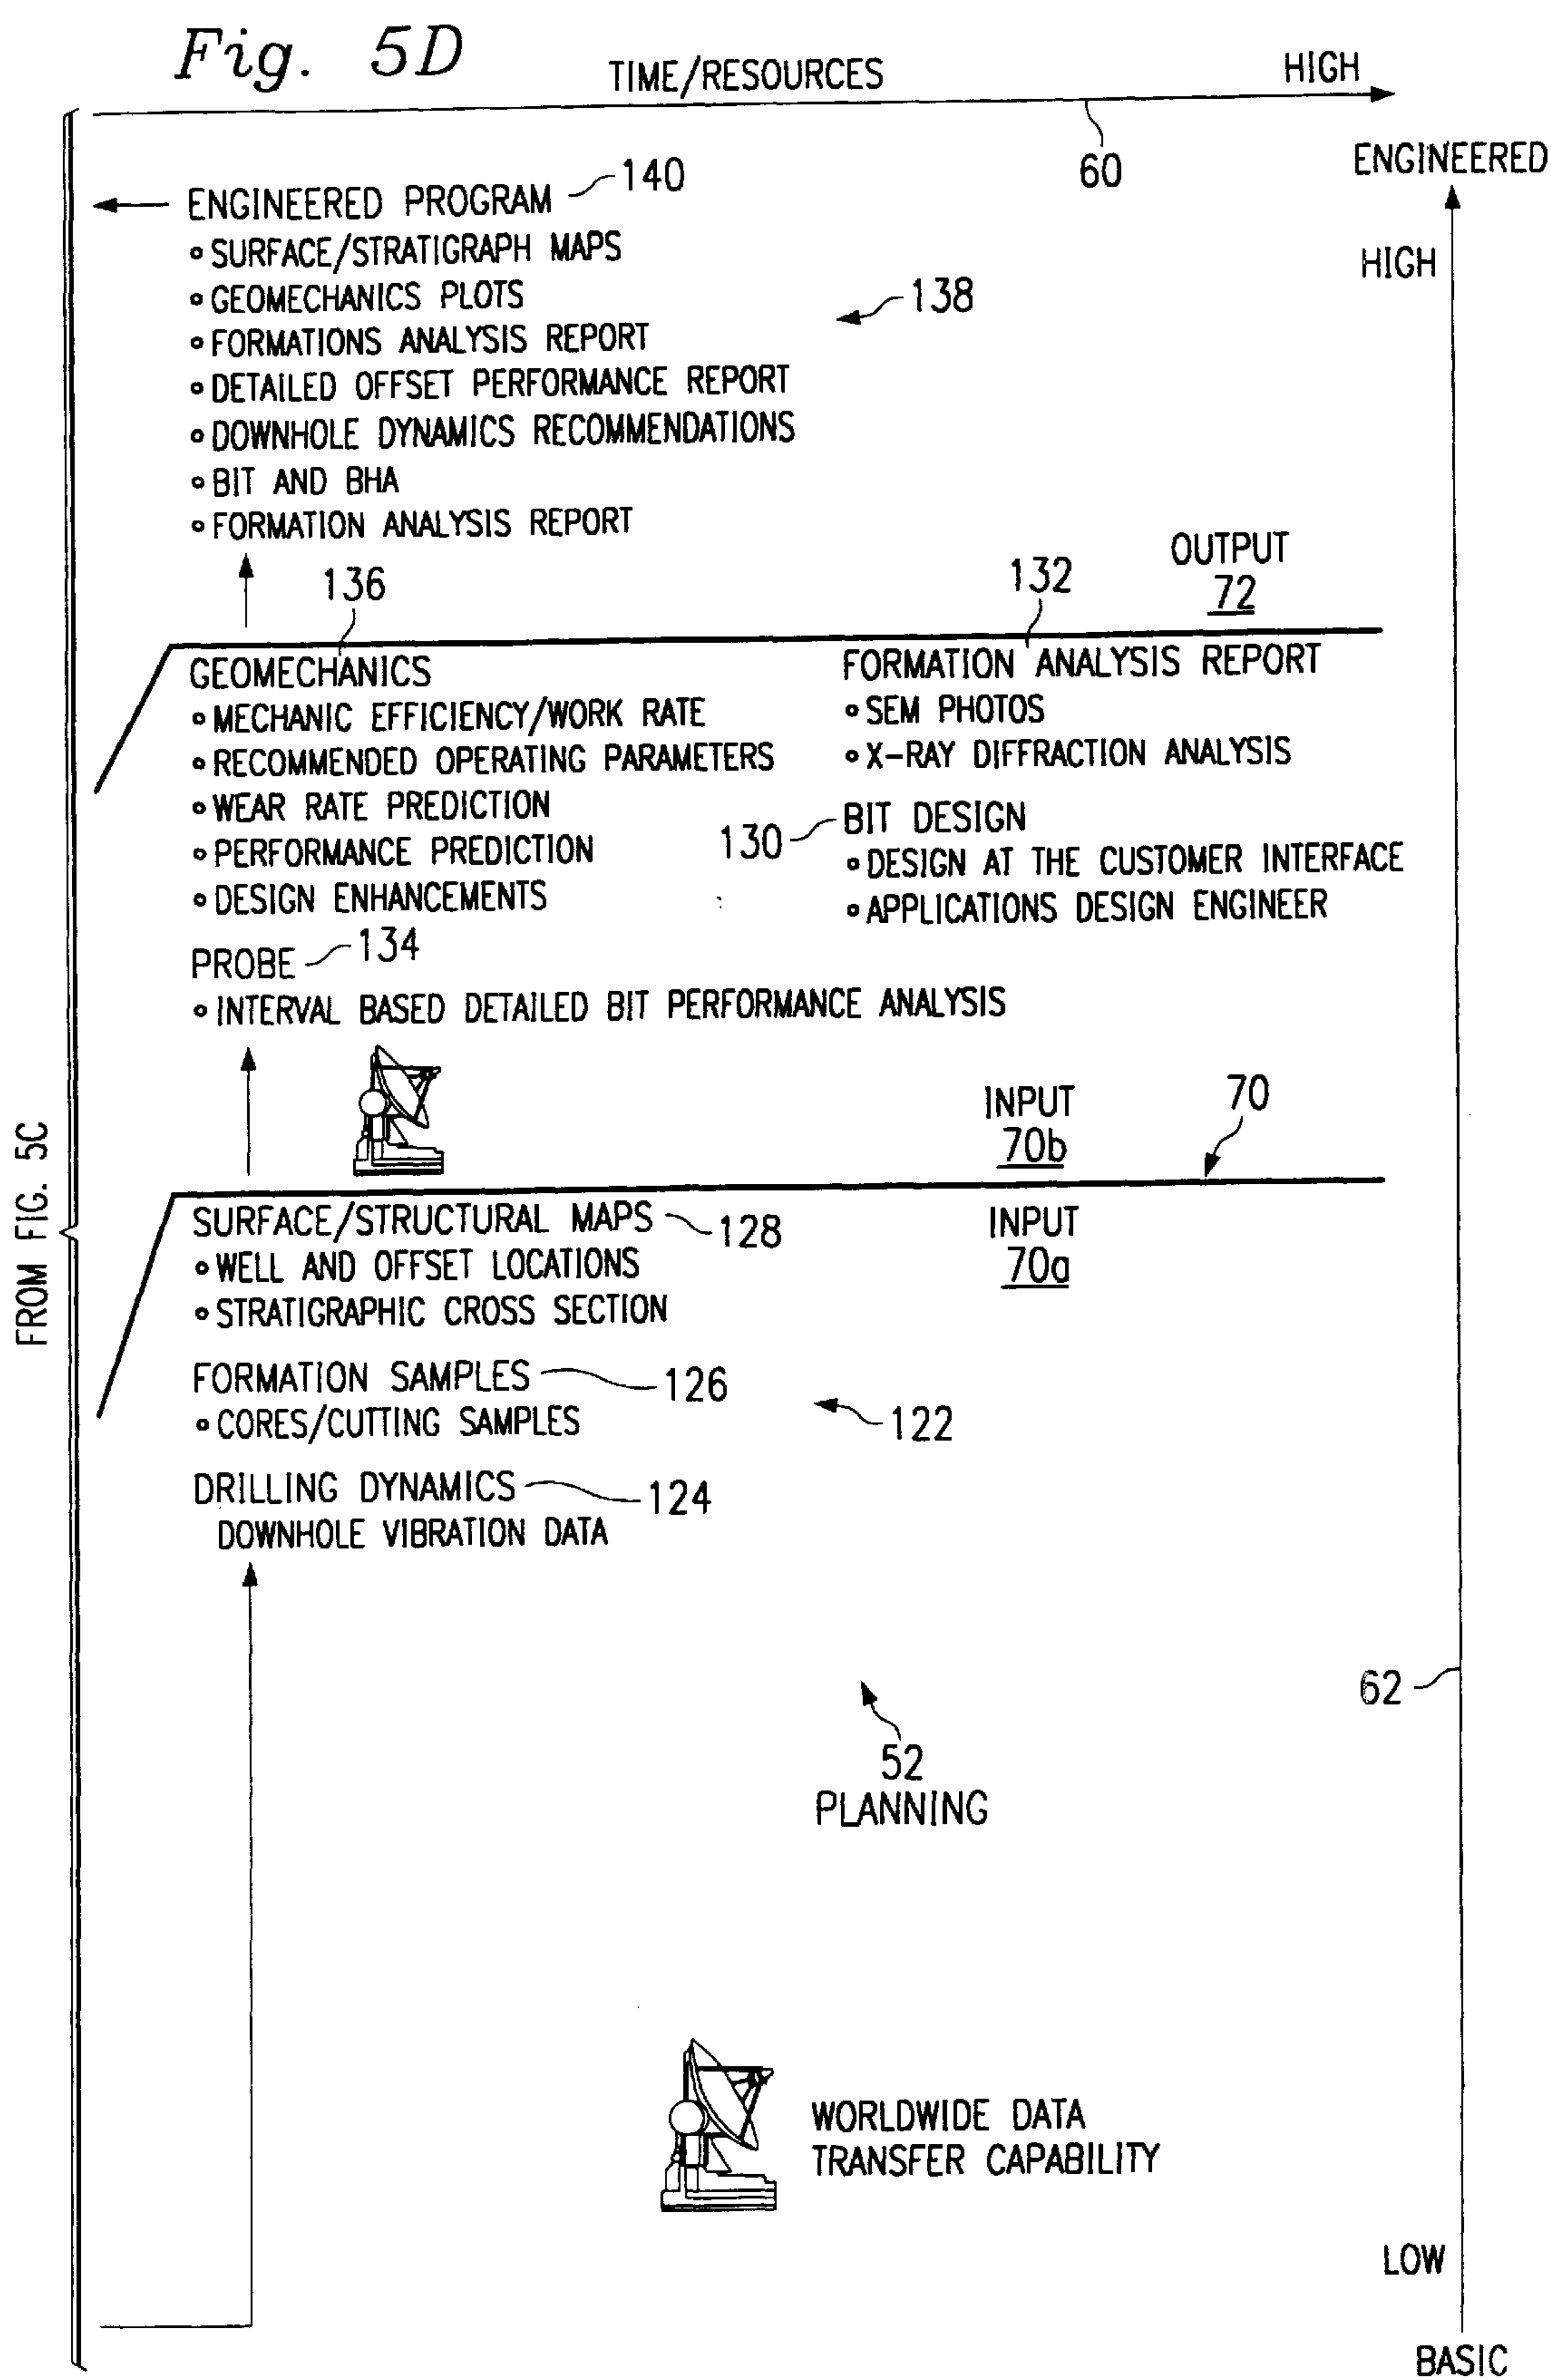 Fig. 5D
TIME/RESOURCES
HIGH
60
ENGINEERED
HIGH
ENGINEERED PROGRAM 140
∘ SURFACE/STRATIGRAPH MAPS
∘ GEOMECHANICS PLOTS
138
∘ FORMATIONS ANALYSIS REPORT
∘ DETAILED OFFSET PERFORMANCE REPORT
∘ DOWNHOLE DYNAMICS RECOMMENDATIONS
∘ BIT AND BHA
∘ FORMATION ANALYSIS REPORT
OUTPUT
72
136
132
GEOMECHANICS
∘ MECHANIC EFFICIENCY/WORK RATE
∘ RECOMMENDED OPERATING PARAMETERS
∘ WEAR RATE PREDICTION
∘ PERFORMANCE PREDICTION
∘ DESIGN ENHANCEMENTS
FORMATION ANALYSIS REPORT
∘ SEM PHOTOS
∘ X-RAY DIFFRACTION ANALYSIS
130 BIT DESIGN
∘ DESIGN AT THE CUSTOMER INTERFACE
∘ APPLICATIONS DESIGN ENGINEER
PROBE 134
∘ INTERVAL BASED DETAILED BIT PERFORMANCE ANALYSIS
INPUT
70b
70
FROM FIG. 5C
SURFACE/STRUCTURAL MAPS 128
∘ WELL AND OFFSET LOCATIONS
∘ STRATIGRAPHIC CROSS SECTION
INPUT
70a
FORMATION SAMPLES 126
∘ CORES/CUTTING SAMPLES
122
DRILLING DYNAMICS 124
DOWNHOLE VIBRATION DATA
62
52
PLANNING
WORLDWIDE DATA
TRANSFER CAPABILITY
LOW
BASIC